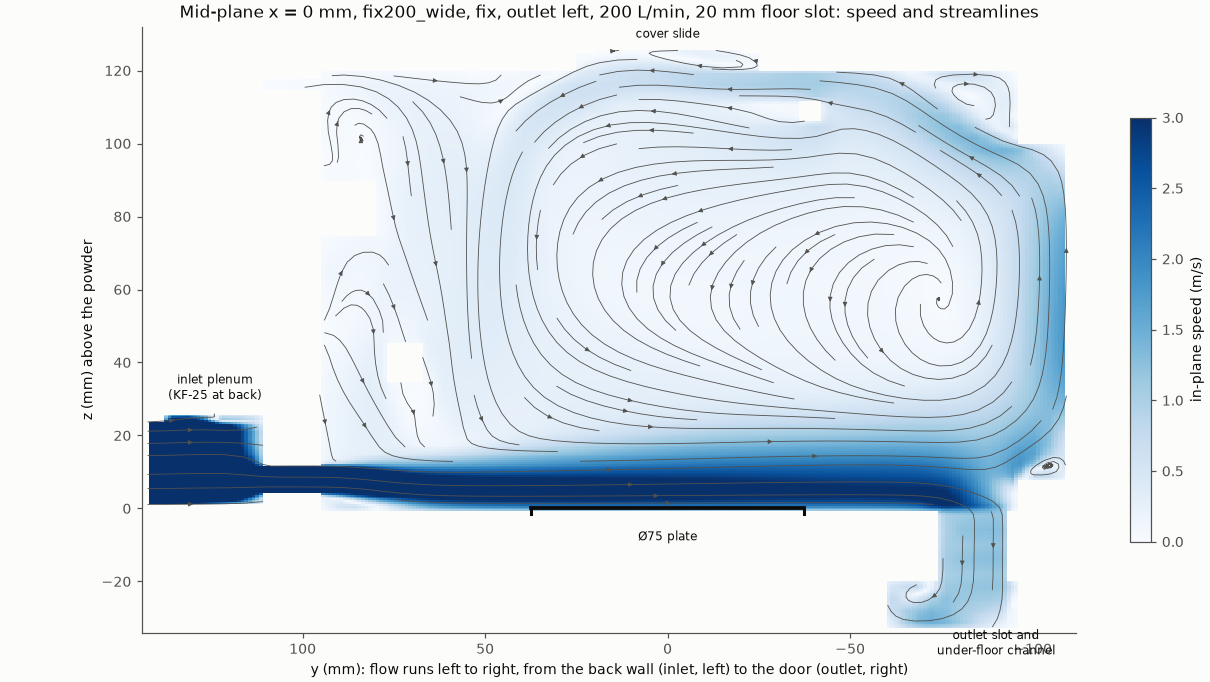 Mid-plane x = 0 mm, fix200_wide, fix, outlet left, 200 L/min, 20 mm floor slot: speed and streamlines
cover slide
120
100
80
60
40
20
0
−20
z (mm) above the powder
inlet plenum
(KF-25 at back)
Ø75 plate
outlet slot and
under-floor channel
100
50
0
−50
−100
y (mm): flow runs left to right, from the back wall (inlet, left) to the door (outlet, right)
3.0
2.5
2.0
1.5
1.0
0.5
0.0
in-plane speed (m/s)